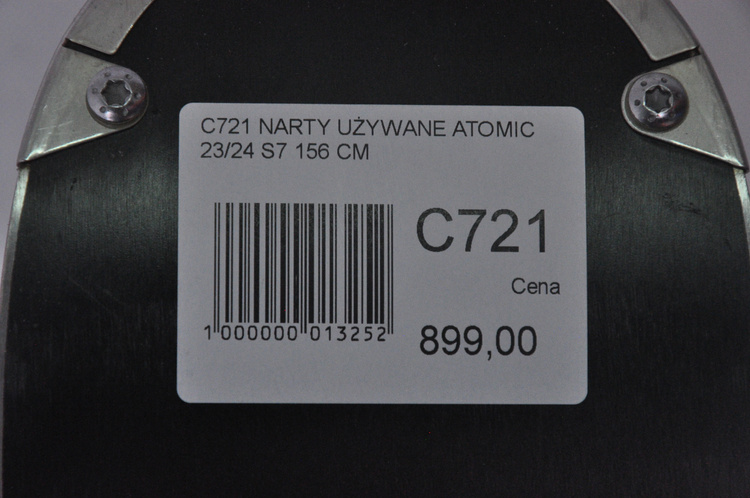 C721 NARTY UŻYWANE ATOMIC
23/24 S7 156 CM
C721
Cena
1 000000 013252
899,00